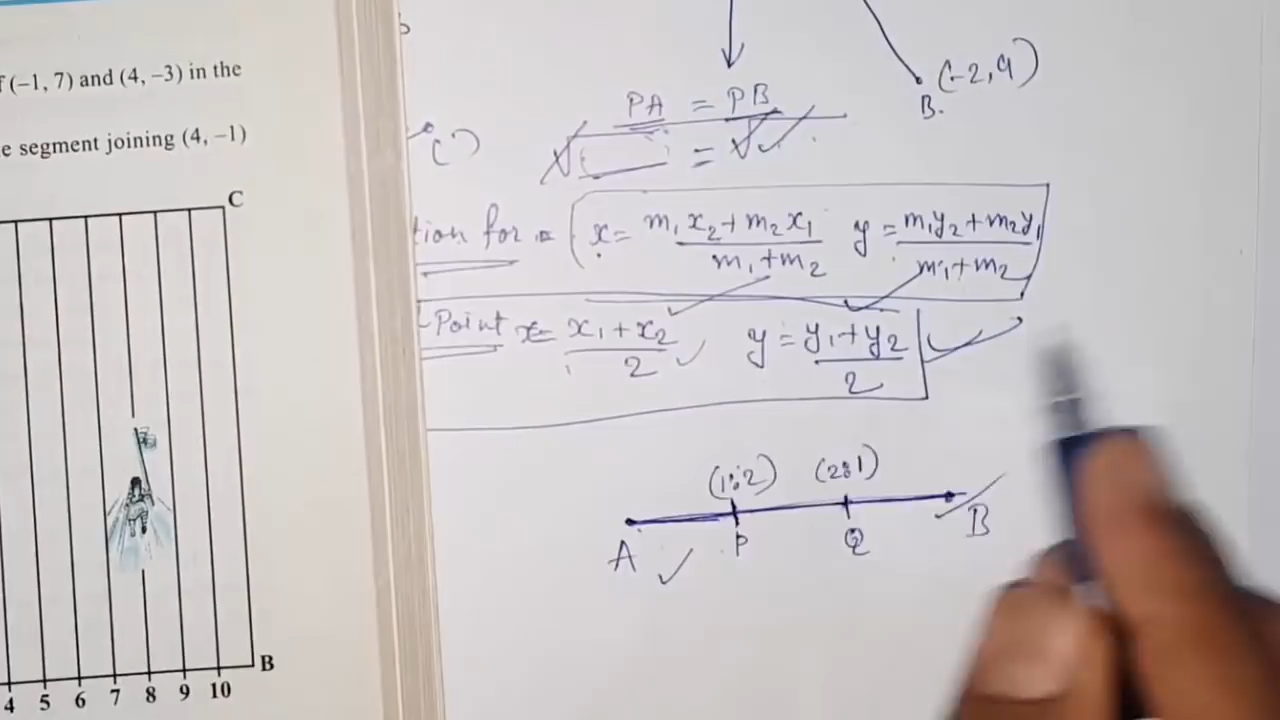 (−1, 7) and (4, −3) in the
segment joining (4, −1)
C
B
4 5 6 7 8 9 10
(-2, 9)
B.
PA = PB
( )
√ = √
tion for x = m₁x₂ + m₂x₁ / m₁ + m₂ y = m₁y₂ + m₂y₁ / m₁ + m₂
Point x = x₁ + x₂ / 2 y = y₁ + y₂ / 2
(1:2) (2:1)
A P Q B